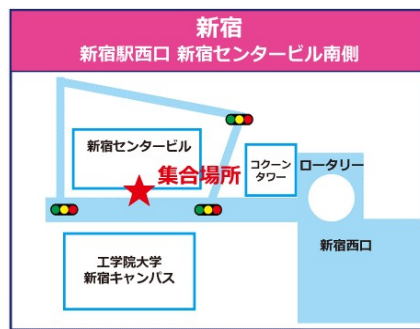 新宿
新宿駅西口 新宿センタービル南側
新宿センタービル
集合場所
コクーン
タワー
ロータリー
新宿西口
工学院大学
新宿キャンパス